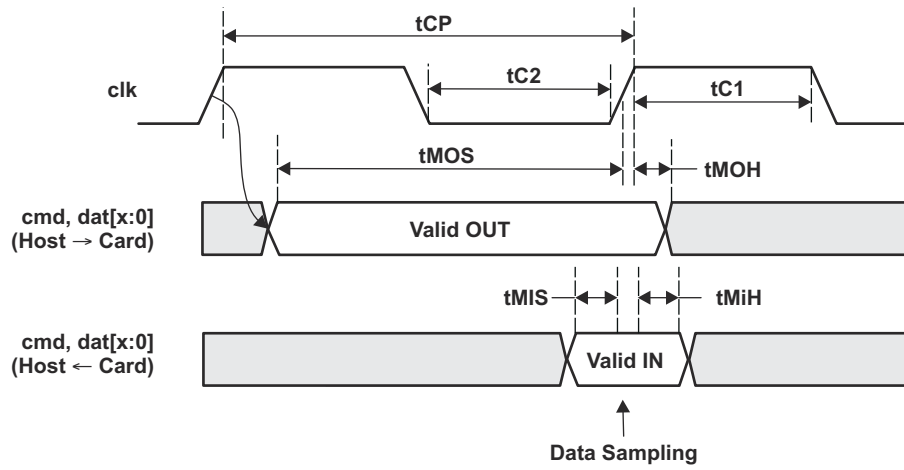 tCP
clk
tC2
tC1
tMOS
tMOH
cmd, dat[x:0]
(Host → Card)
Valid OUT
tMIS
tMiH
cmd, dat[x:0]
(Host ← Card)
Valid IN
Data Sampling